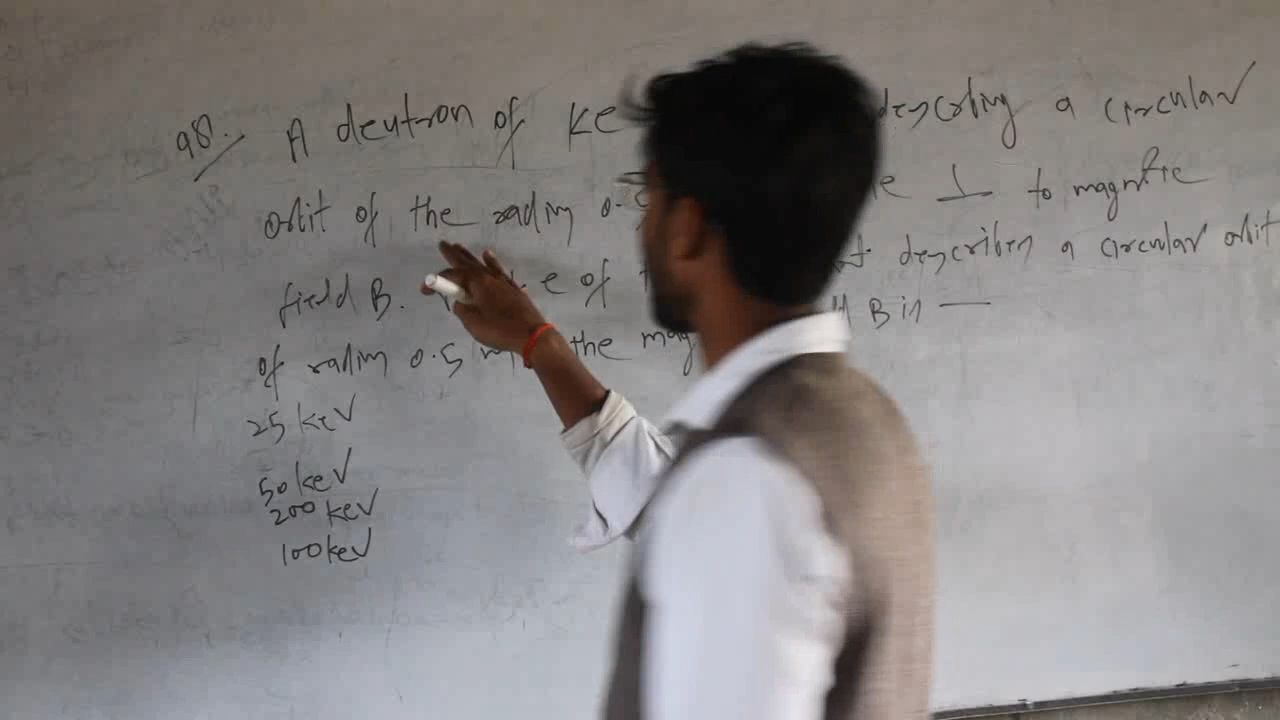 98. A deutron of KE describing a circular
orbit of the radius 0.5 ⊥ to magnetic
field B. of describes a circular orbit
of radius 0.5 m the B is —
25 keV
50 keV
200 keV
100 keV